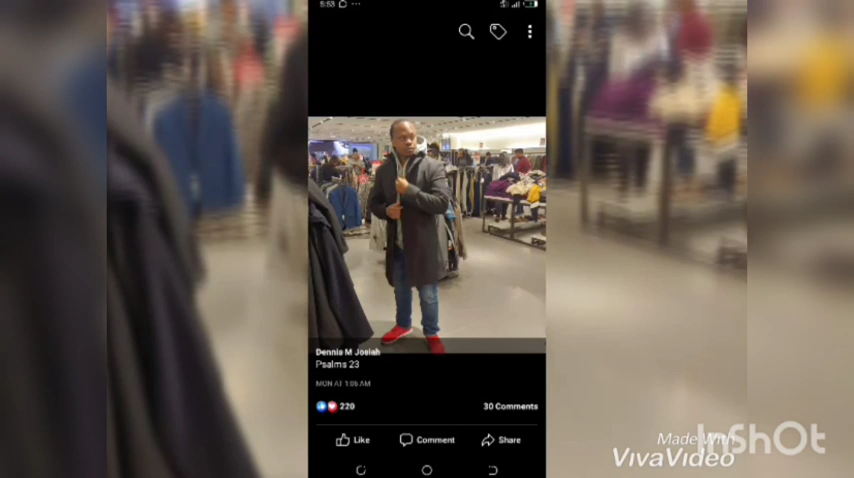 5:53
Dennis M Josiah
Psalms 23
MON AT 1:06 AM
220
30 Comments
Like
Comment
Share
Made With
InShOt
VivaVideo